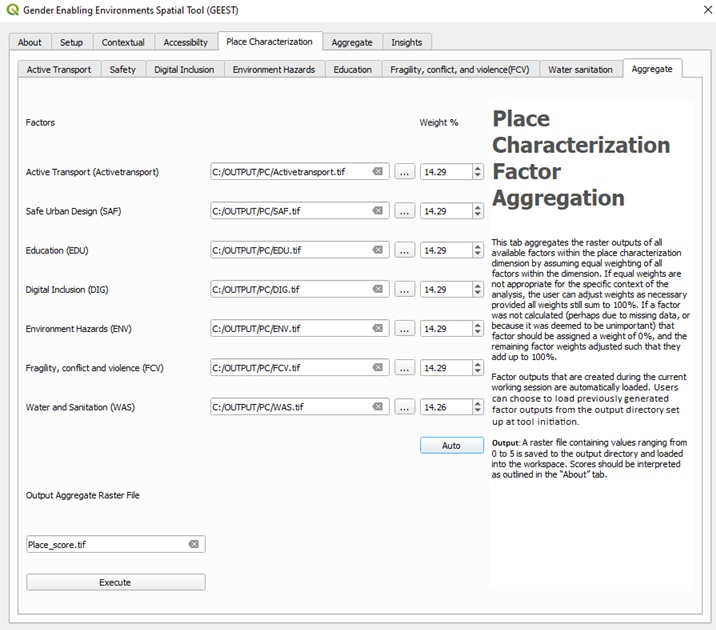 Gender Enabling Environments Spatial Tool (GEEST)
About Setup Contextual Accessibilty Place Characterization Aggregate Insights
Active Transport Safety Digital Inclusion Environment Hazards Education Fragility, conflict, and violence(FCV) Water sanitation Aggregate
Factors Weight %
Active Transport (Activetransport) C:/OUTPUT/PC/Activetransport.tif ... 14.29
Safe Urban Design (SAF) C:/OUTPUT/PC/SAF.tif ... 14.29
Education (EDU) C:/OUTPUT/PC/EDU.tif ... 14.29
Digital Inclusion (DIG) C:/OUTPUT/PC/DIG.tif ... 14.29
Environment Hazards (ENV) C:/OUTPUT/PC/ENV.tif ... 14.29
Fragility, conflict and violence (FCV) C:/OUTPUT/PC/FCV.tif ... 14.29
Water and Sanitation (WAS) C:/OUTPUT/PC/WAS.tif ... 14.26
Auto
Output Aggregate Raster File
Place_score.tif
Execute
Place
Characterization
Factor
Aggregation
This tab aggregates the raster outputs of all
available factors within the place characterization
dimension by assuming equal weighting of all
factors within the dimension. If equal weights are
not appropriate for the specific context of the
analysis, the user can adjust weights as necessary
provided all weights still sum to 100%. If a factor
was not calculated (perhaps due to missing data, or
because it was deemed to be unimportant) that
factor should be assigned a weight of 0%, and the
remaining factor weights adjusted such that they
add up to 100%.
Factor outputs that are created during the current
working session are automatically loaded. Users
can choose to load previously generated
factor outputs from the output directory set
up at tool initiation.
Output: A raster file containing values ranging from
0 to 5 is saved to the output directory and loaded
into the workspace. Scores should be interpreted
as outlined in the "About" tab.